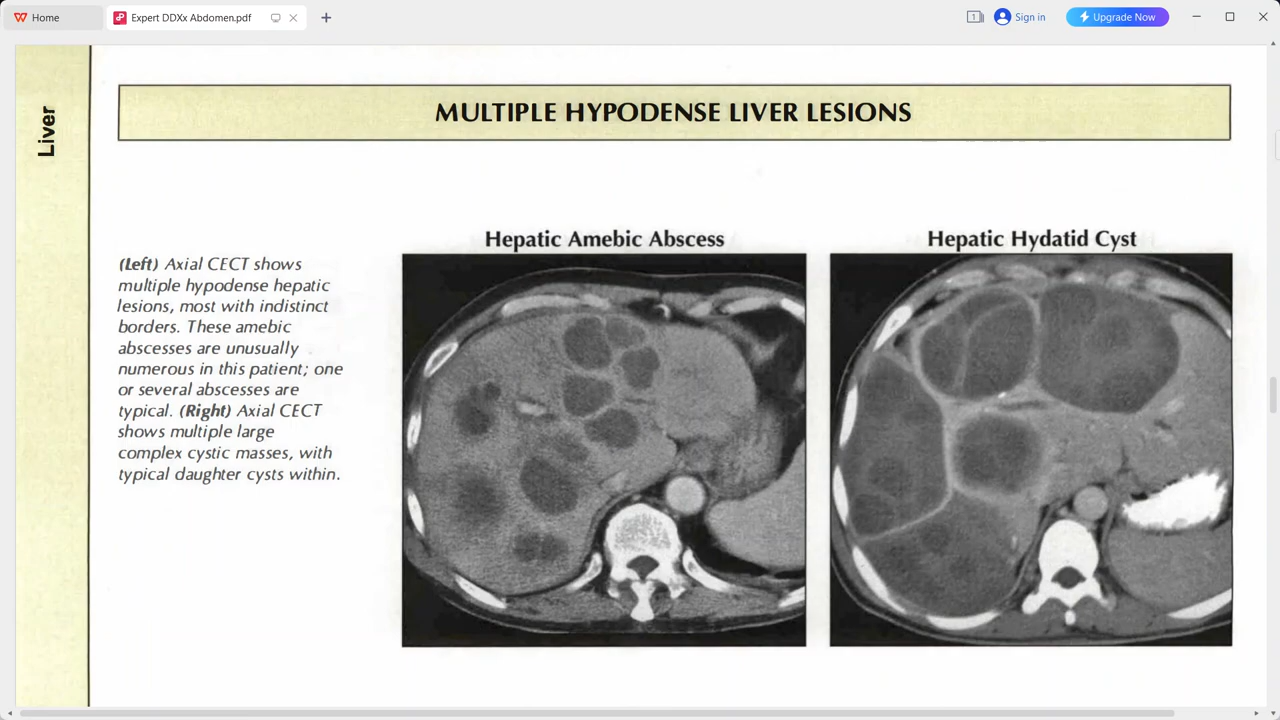 Home
Expert DDXx Abdomen.pdf
1
Sign in
Upgrade Now
Liver
MULTIPLE HYPODENSE LIVER LESIONS
Hepatic Amebic Abscess
Hepatic Hydatid Cyst
(Left) Axial CECT shows
multiple hypodense hepatic
lesions, most with indistinct
borders. These amebic
abscesses are unusually
numerous in this patient; one
or several abscesses are
typical. (Right) Axial CECT
shows multiple large
complex cystic masses, with
typical daughter cysts within.